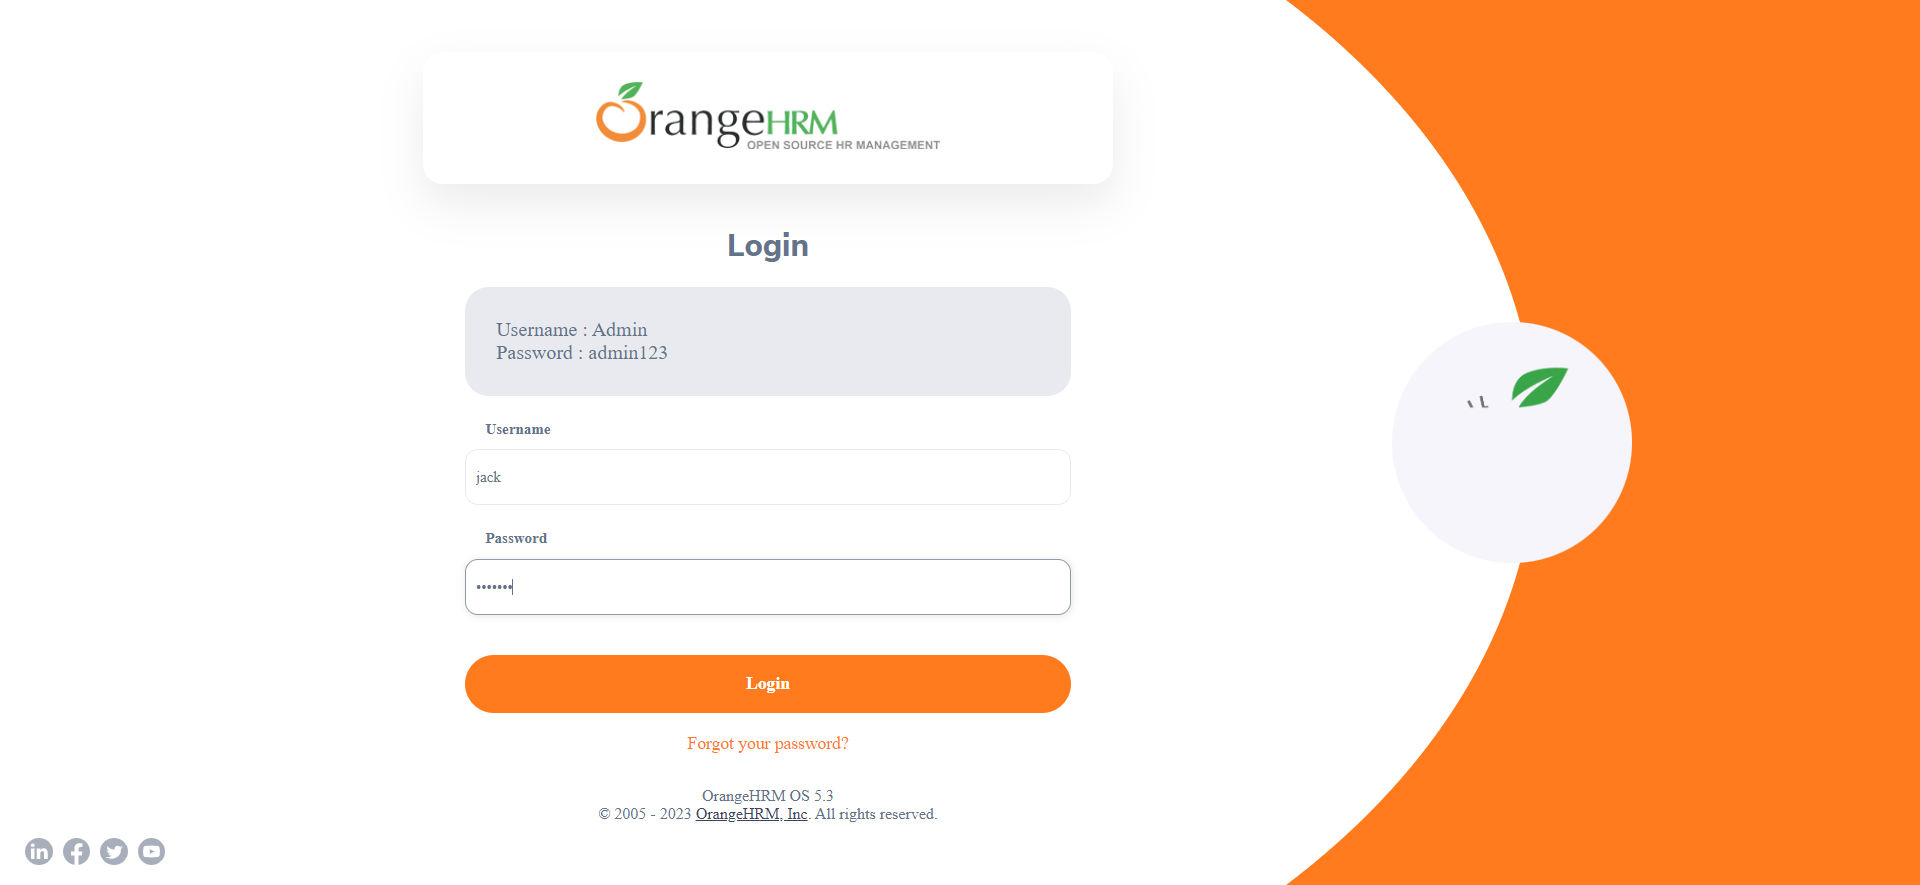 OrangeHRM
OPEN SOURCE HR MANAGEMENT
Login
Username : Admin
Password : admin123
Username
jack
Password
•••••••
Login
Forgot your password?
OrangeHRM OS 5.3
© 2005 - 2023 OrangeHRM, Inc. All rights reserved.